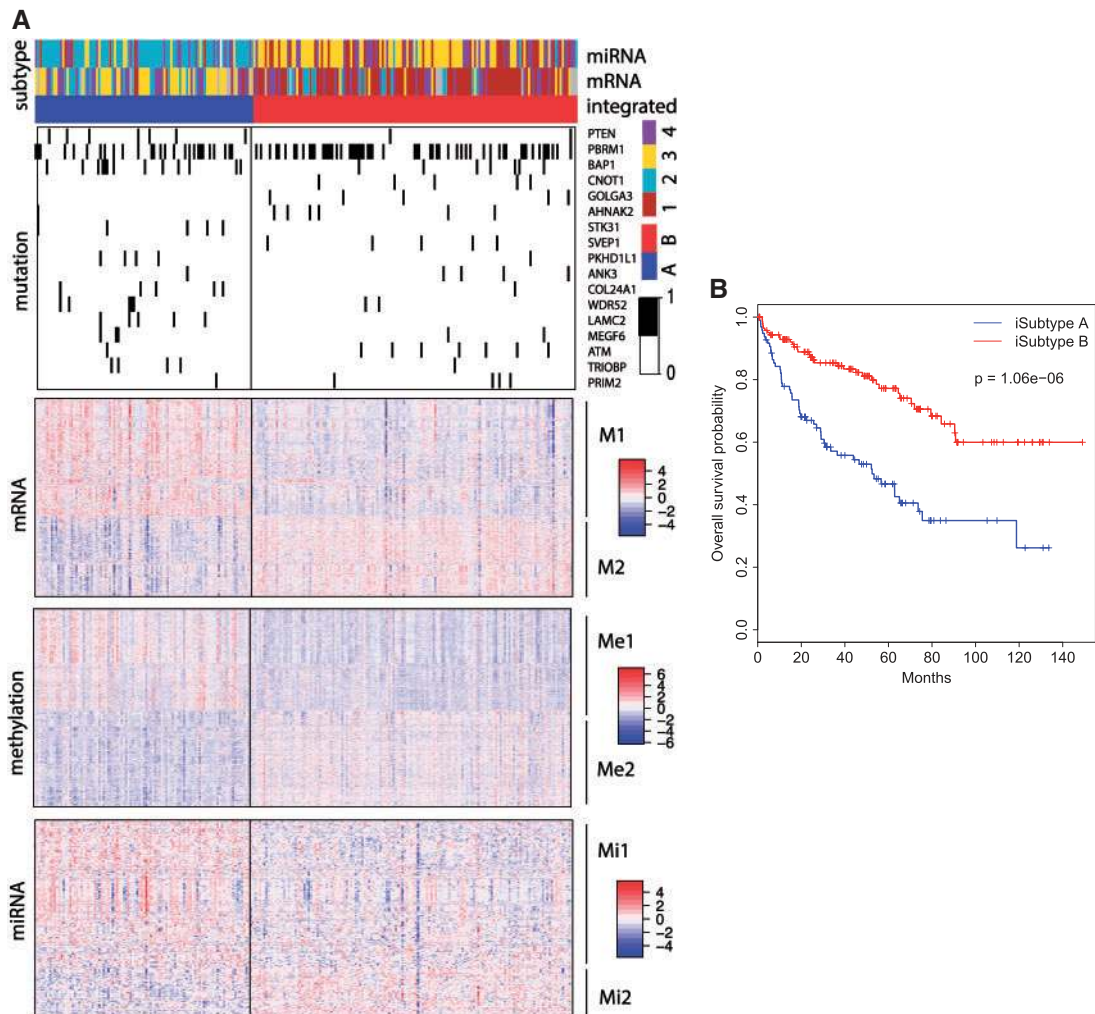 A
subtype
miRNA
mRNA
integrated
mutation
PTEN
PBRM1
BAP1
CNOT1
GOLGA3
AHNAK2
STK31
SVEP1
PKHD1L1
ANK3
COL24A1
WDR52
LAMC2
MEGF6
ATM
TRIOBP
PRIM2
4
3
2
1
B
A
1
0
mRNA
M1
M2
4
2
0
-2
-4
methylation
Me1
Me2
6
4
2
0
-2
-4
-6
miRNA
Mi1
Mi2
4
2
0
-2
-4
B
iSubtype A
iSubtype B
p = 1.06e-06
Overall survival probability
1.0
0.8
0.6
0.4
0.2
0.0
0 20 40 60 80 100 120 140
Months